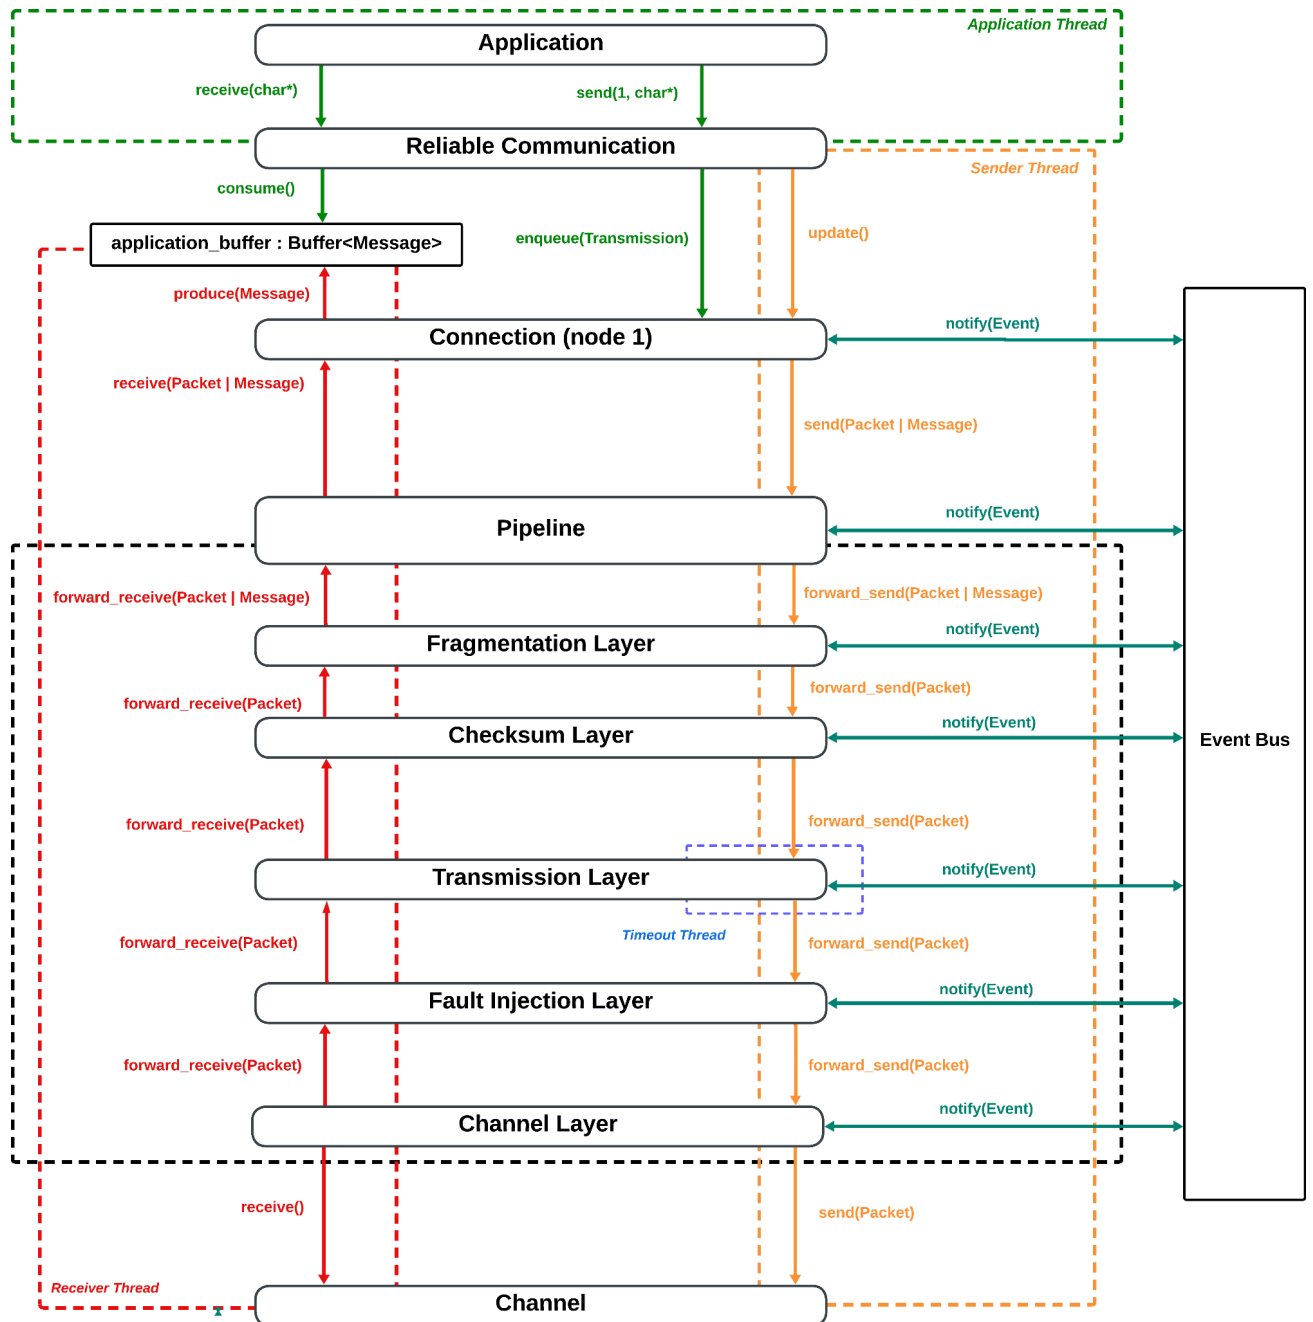 Application Thread
Application
receive(char*)
send(1, char*)
Reliable Communication
Sender Thread
consume()
update()
enqueue(Transmission)
application_buffer : Buffer<Message>
produce(Message)
notify(Event)
Connection (node 1)
receive(Packet | Message)
send(Packet | Message)
notify(Event)
Pipeline
forward_receive(Packet | Message)
forward_send(Packet | Message)
notify(Event)
Fragmentation Layer
forward_receive(Packet)
forward_send(Packet)
notify(Event)
Checksum Layer
Event Bus
forward_receive(Packet)
forward_send(Packet)
notify(Event)
Transmission Layer
Timeout Thread
forward_receive(Packet)
forward_send(Packet)
notify(Event)
Fault Injection Layer
forward_receive(Packet)
forward_send(Packet)
notify(Event)
Channel Layer
receive()
send(Packet)
Receiver Thread
Channel